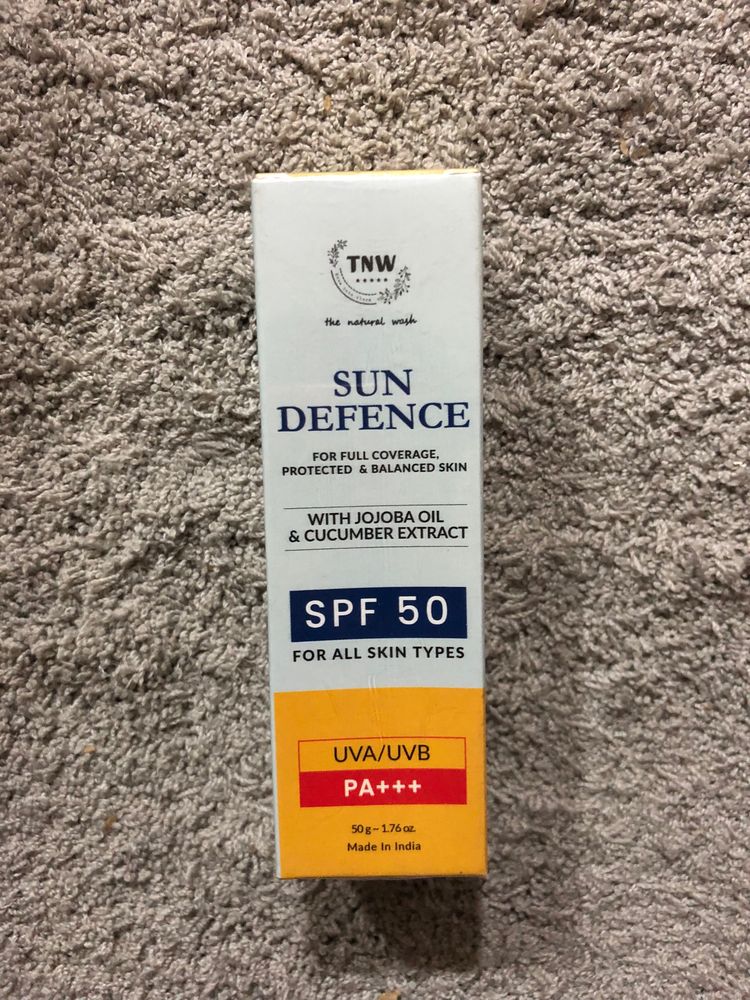 TNW
the natural wash
SUN
DEFENCE
FOR FULL COVERAGE,
PROTECTED & BALANCED SKIN
WITH JOJOBA OIL
& CUCUMBER EXTRACT
SPF 50
FOR ALL SKIN TYPES
UVA/UVB
PA+++
50 g ~ 1.76 oz.
Made In India